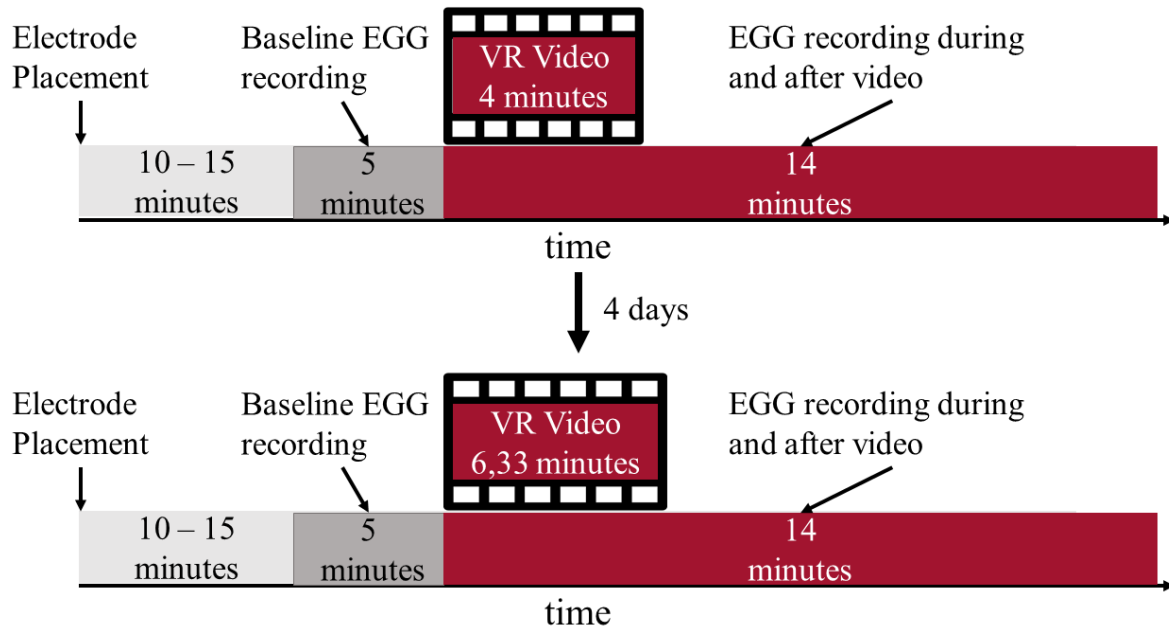 Electrode
Placement
Baseline EGG
recording
VR Video
4 minutes
EGG recording during
and after video
10 – 15
minutes
5
minutes
14
minutes
time
4 days
Electrode
Placement
Baseline EGG
recording
VR Video
6,33 minutes
EGG recording during
and after video
10 – 15
minutes
5
minutes
14
minutes
time